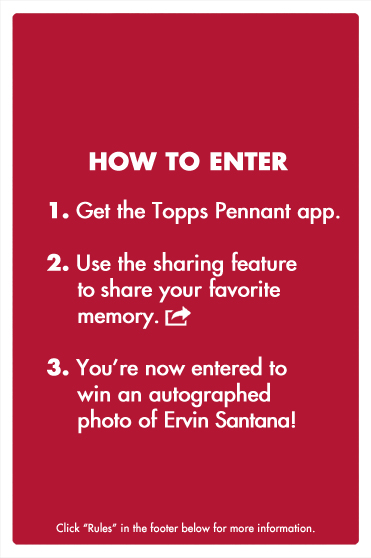 HOW TO ENTER
1. Get the Topps Pennant app.
2. Use the sharing feature
to share your favorite
memory.
3. You're now entered to
win an autographed
photo of Ervin Santana!
Click "Rules" in the footer below for more information.